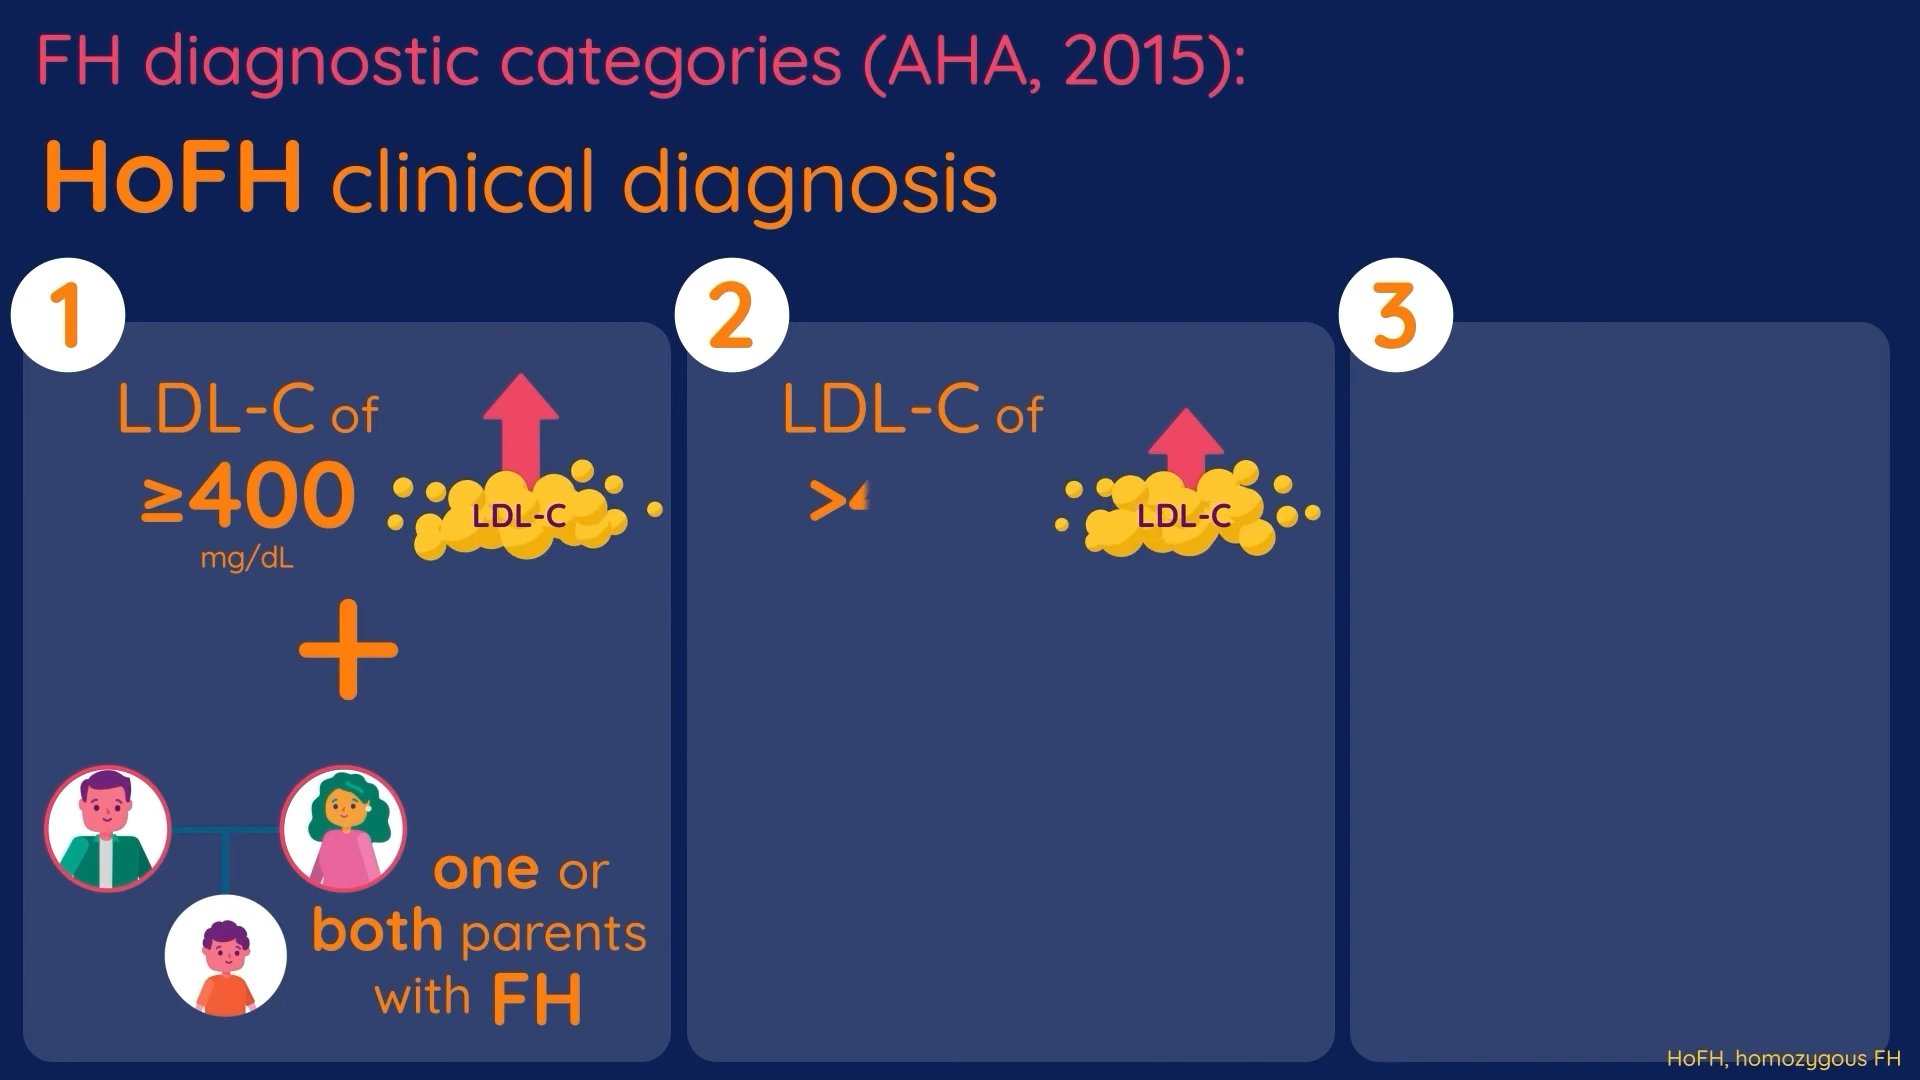 FH diagnostic categories (AHA, 2015):
HoFH clinical diagnosis
1
LDL-C of
≥400
mg/dL
LDL-C
one or
both parents
with FH
2
LDL-C of
>
LDL-C
3
HoFH, homozygous FH